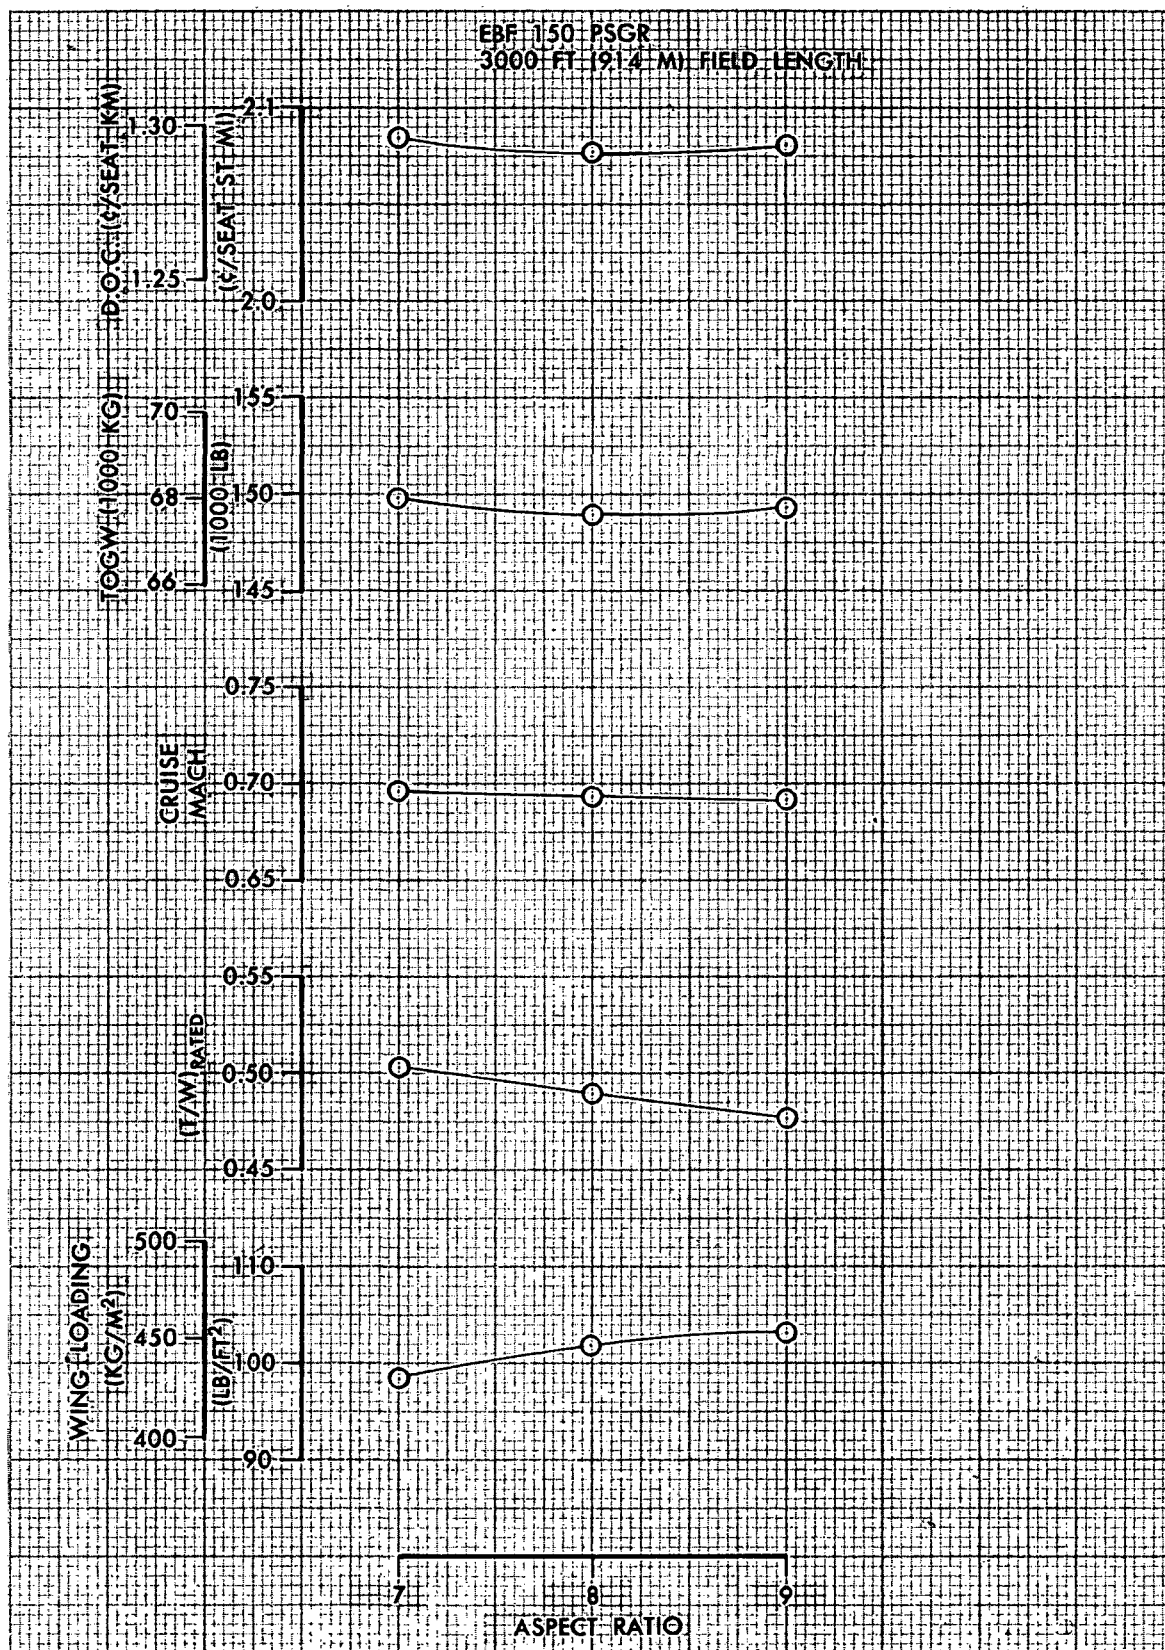 EBF 150 PSGR
3000 FT (914 M) FIELD LENGTH
D.O.C. (¢/SEAT KM)
1.30
1.25
(¢/SEAT ST MI)
2.1
2.0
TOGW (1000 KG)
70
68
66
(1000 LB)
155
150
145
CRUISE
MACH
0.75
0.70
0.65
(T/W)RATED
0.55
0.50
0.45
WING LOADING
(KG/M²)
500
450
400
(LB/FT²)
110
100
90
7 8 9
ASPECT RATIO